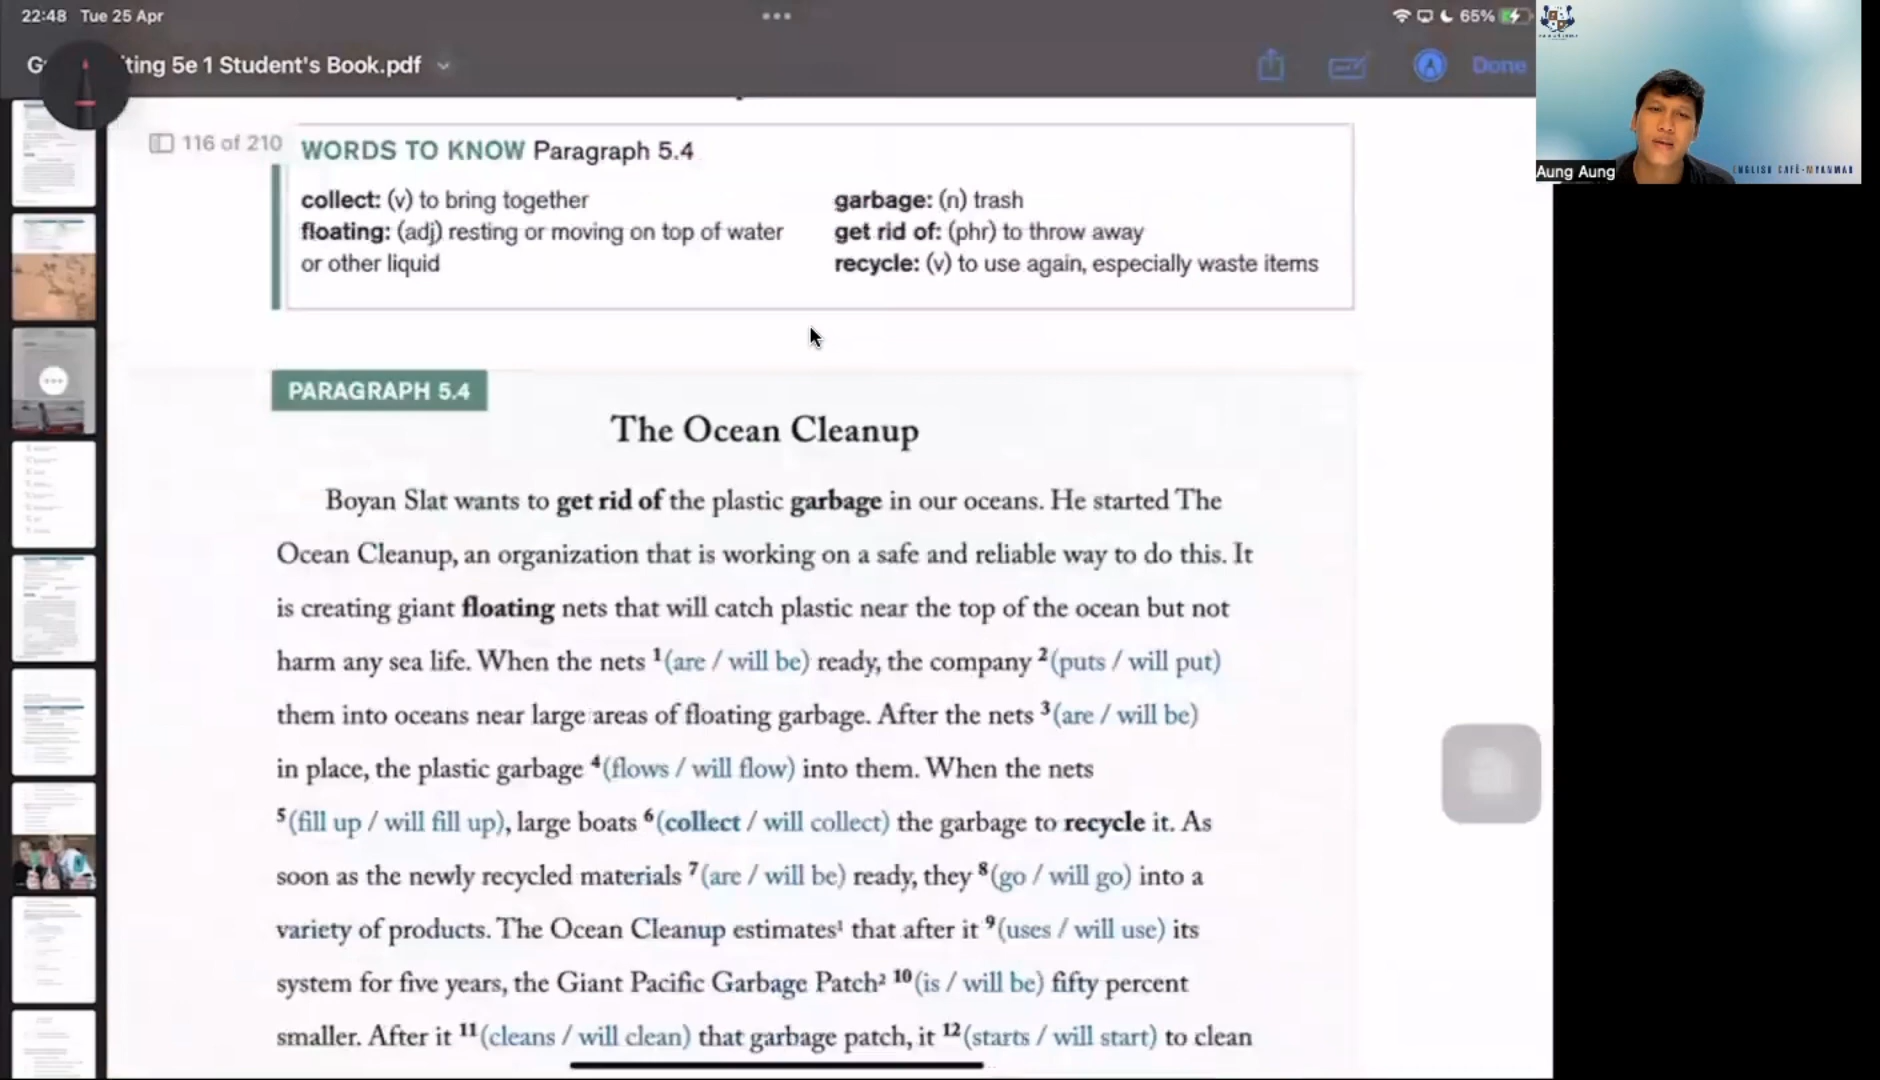 22:48 Tue 25 Apr
65%
ting 5e 1 Student's Book.pdf
Done
116 of 210
WORDS TO KNOW Paragraph 5.4
collect: (v) to bring together
floating: (adj) resting or moving on top of water
or other liquid
garbage: (n) trash
get rid of: (phr) to throw away
recycle: (v) to use again, especially waste items
PARAGRAPH 5.4
The Ocean Cleanup
Boyan Slat wants to get rid of the plastic garbage in our oceans. He started The
Ocean Cleanup, an organization that is working on a safe and reliable way to do this. It
is creating giant floating nets that will catch plastic near the top of the ocean but not
harm any sea life. When the nets ¹(are / will be) ready, the company ²(puts / will put)
them into oceans near large areas of floating garbage. After the nets ³(are / will be)
in place, the plastic garbage ⁴(flows / will flow) into them. When the nets
⁵(fill up / will fill up), large boats ⁶(collect / will collect) the garbage to recycle it. As
soon as the newly recycled materials ⁷(are / will be) ready, they ⁸(go / will go) into a
variety of products. The Ocean Cleanup estimates¹ that after it ⁹(uses / will use) its
system for five years, the Giant Pacific Garbage Patch² ¹⁰(is / will be) fifty percent
smaller. After it ¹¹(cleans / will clean) that garbage patch, it ¹²(starts / will start) to clean
Aung Aung
ENGLISH CAFÉ-MYANMAR